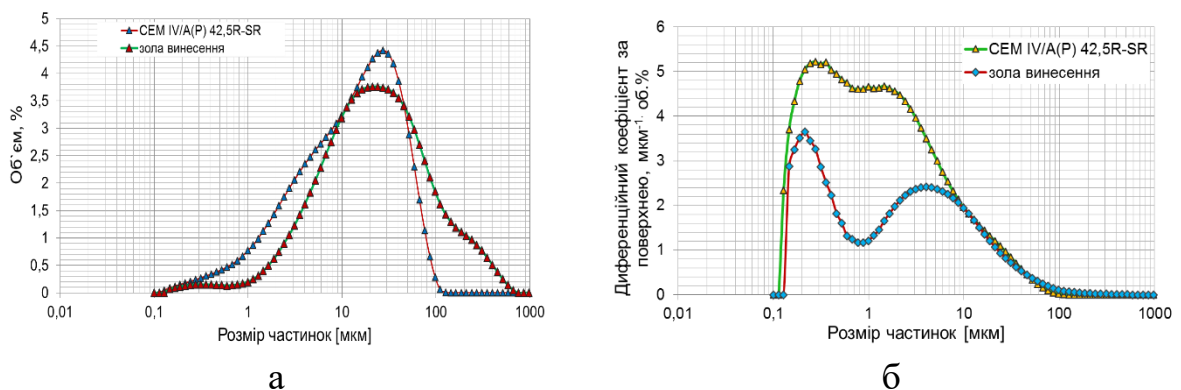 5
4,5
4
3,5
3
2,5
2
1,5
1
0,5
0
Об`єм, %
CEM IV/A(P) 42,5R-SR
зола винесення
0,01 0,1 1 10 100 1000
Розмір частинок [мкм]
а
6
5
4
3
2
1
0
Диференційний коефіцієнт за
поверхнею, мкм⁻¹· об.%
CEM IV/A(P) 42,5R-SR
зола винесення
0,01 0,1 1 10 100 1000
Розмір частинок [мкм]
б